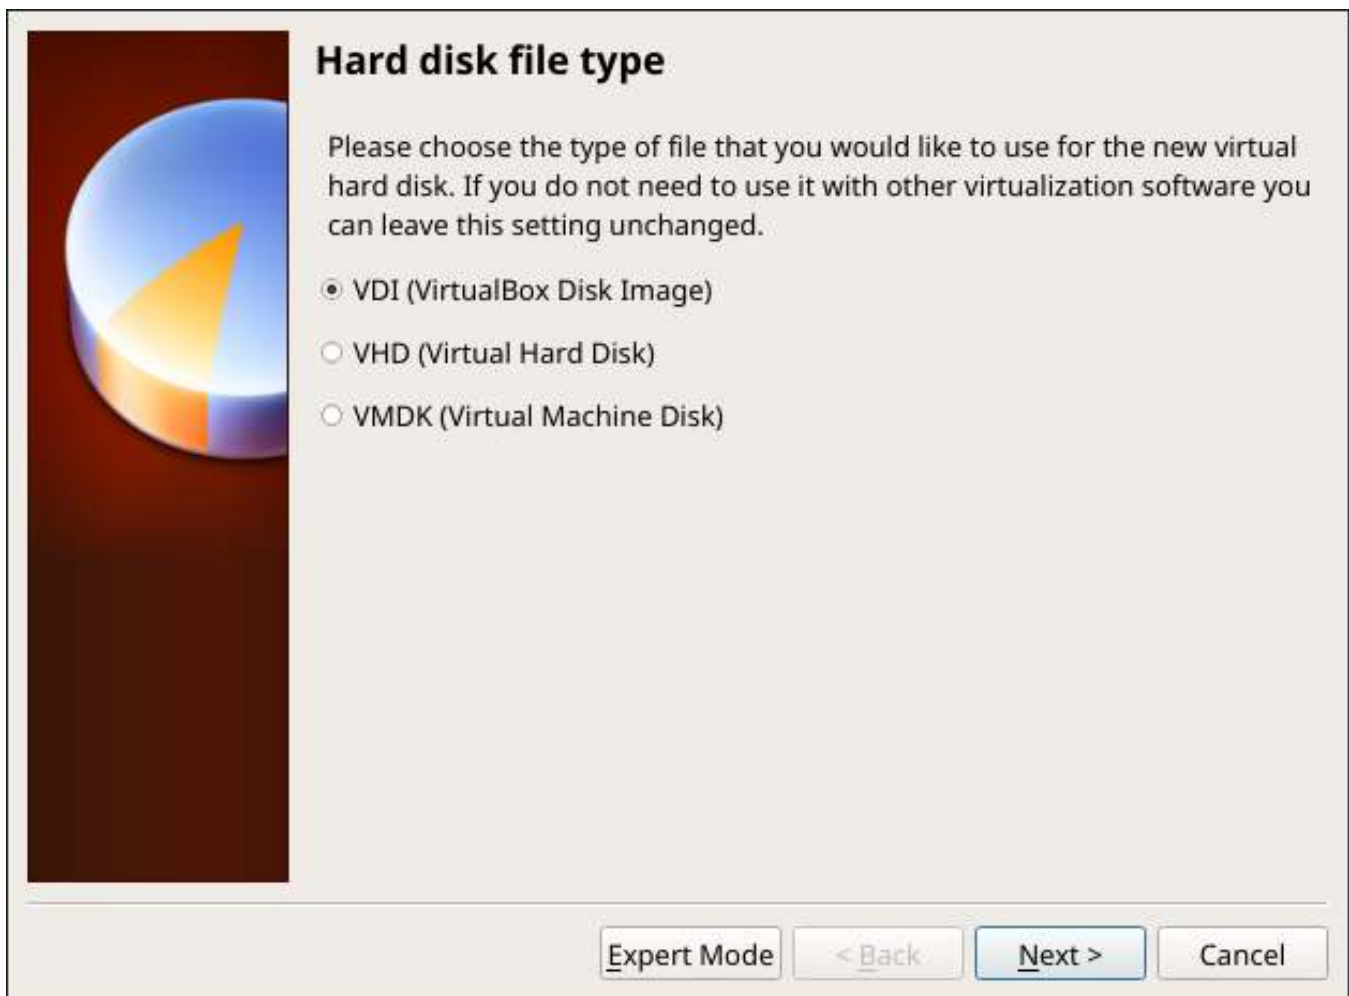 Hard disk file type
Please choose the type of file that you would like to use for the new virtual
hard disk. If you do not need to use it with other virtualization software you
can leave this setting unchanged.
VDI (VirtualBox Disk Image)
VHD (Virtual Hard Disk)
VMDK (Virtual Machine Disk)
Expert Mode
< Back
Next >
Cancel